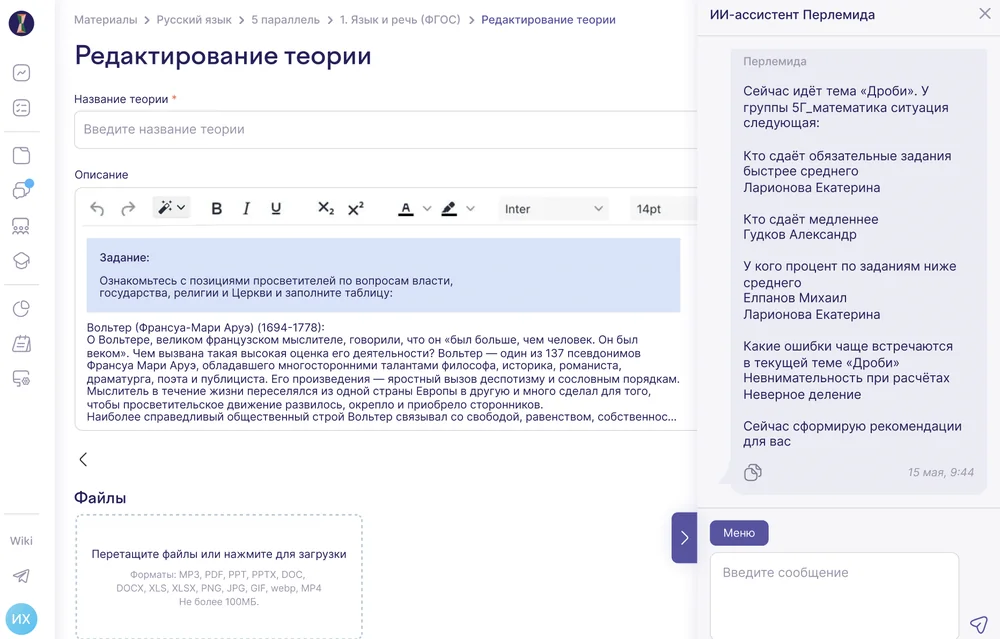 Материалы > Русский язык > 5 параллель > 1. Язык и речь (ФГОС) > Редактирование теории
Редактирование теории
Название теории *
Введите название теории
Описание
B I U X₂ X² A Inter 14pt
Задание:
Ознакомьтесь с позициями просветителей по вопросам власти,
государства, религии и Церкви и заполните таблицу:
Вольтер (Франсуа-Мари Аруэ) (1694-1778):
О Вольтере, великом французском мыслителе, говорили, что он «был больше, чем человек. Он был
веком». Чем вызвана такая высокая оценка его деятельности? Вольтер — один из 137 псевдонимов
Франсуа Мари Аруэ, обладавшего многосторонними талантами философа, историка, романиста,
драматурга, поэта и публициста. Его произведения — яростный вызов деспотизму и сословным порядкам.
Мыслитель в течение жизни переселялся из одной страны Европы в другую и много сделал для того,
чтобы просветительское движение развилось, окрепло и приобрело сторонников.
Наиболее справедливый общественный строй Вольтер связывал со свободой, равенством, собственнос...
Файлы
Перетащите файлы или нажмите для загрузки
Форматы: MP3, PDF, PPT, PPTX, DOC,
DOCX, XLS, XLSX, PNG, JPG, GIF, webp, MP4
Не более 100МБ.
Wiki
ИХ
ИИ-ассистент Перлемида
Перлемида
Сейчас идёт тема «Дроби». У
группы 5Г_математика ситуация
следующая:
Кто сдаёт обязательные задания
быстрее среднего
Ларионова Екатерина
Кто сдаёт медленнее
Гудков Александр
У кого процент по заданиям ниже
среднего
Елпанов Михаил
Ларионова Екатерина
Какие ошибки чаще встречаются
в текущей теме «Дроби»
Невнимательность при расчётах
Неверное деление
Сейчас сформирую рекомендации
для вас
15 мая, 9:44
Меню
Введите сообщение